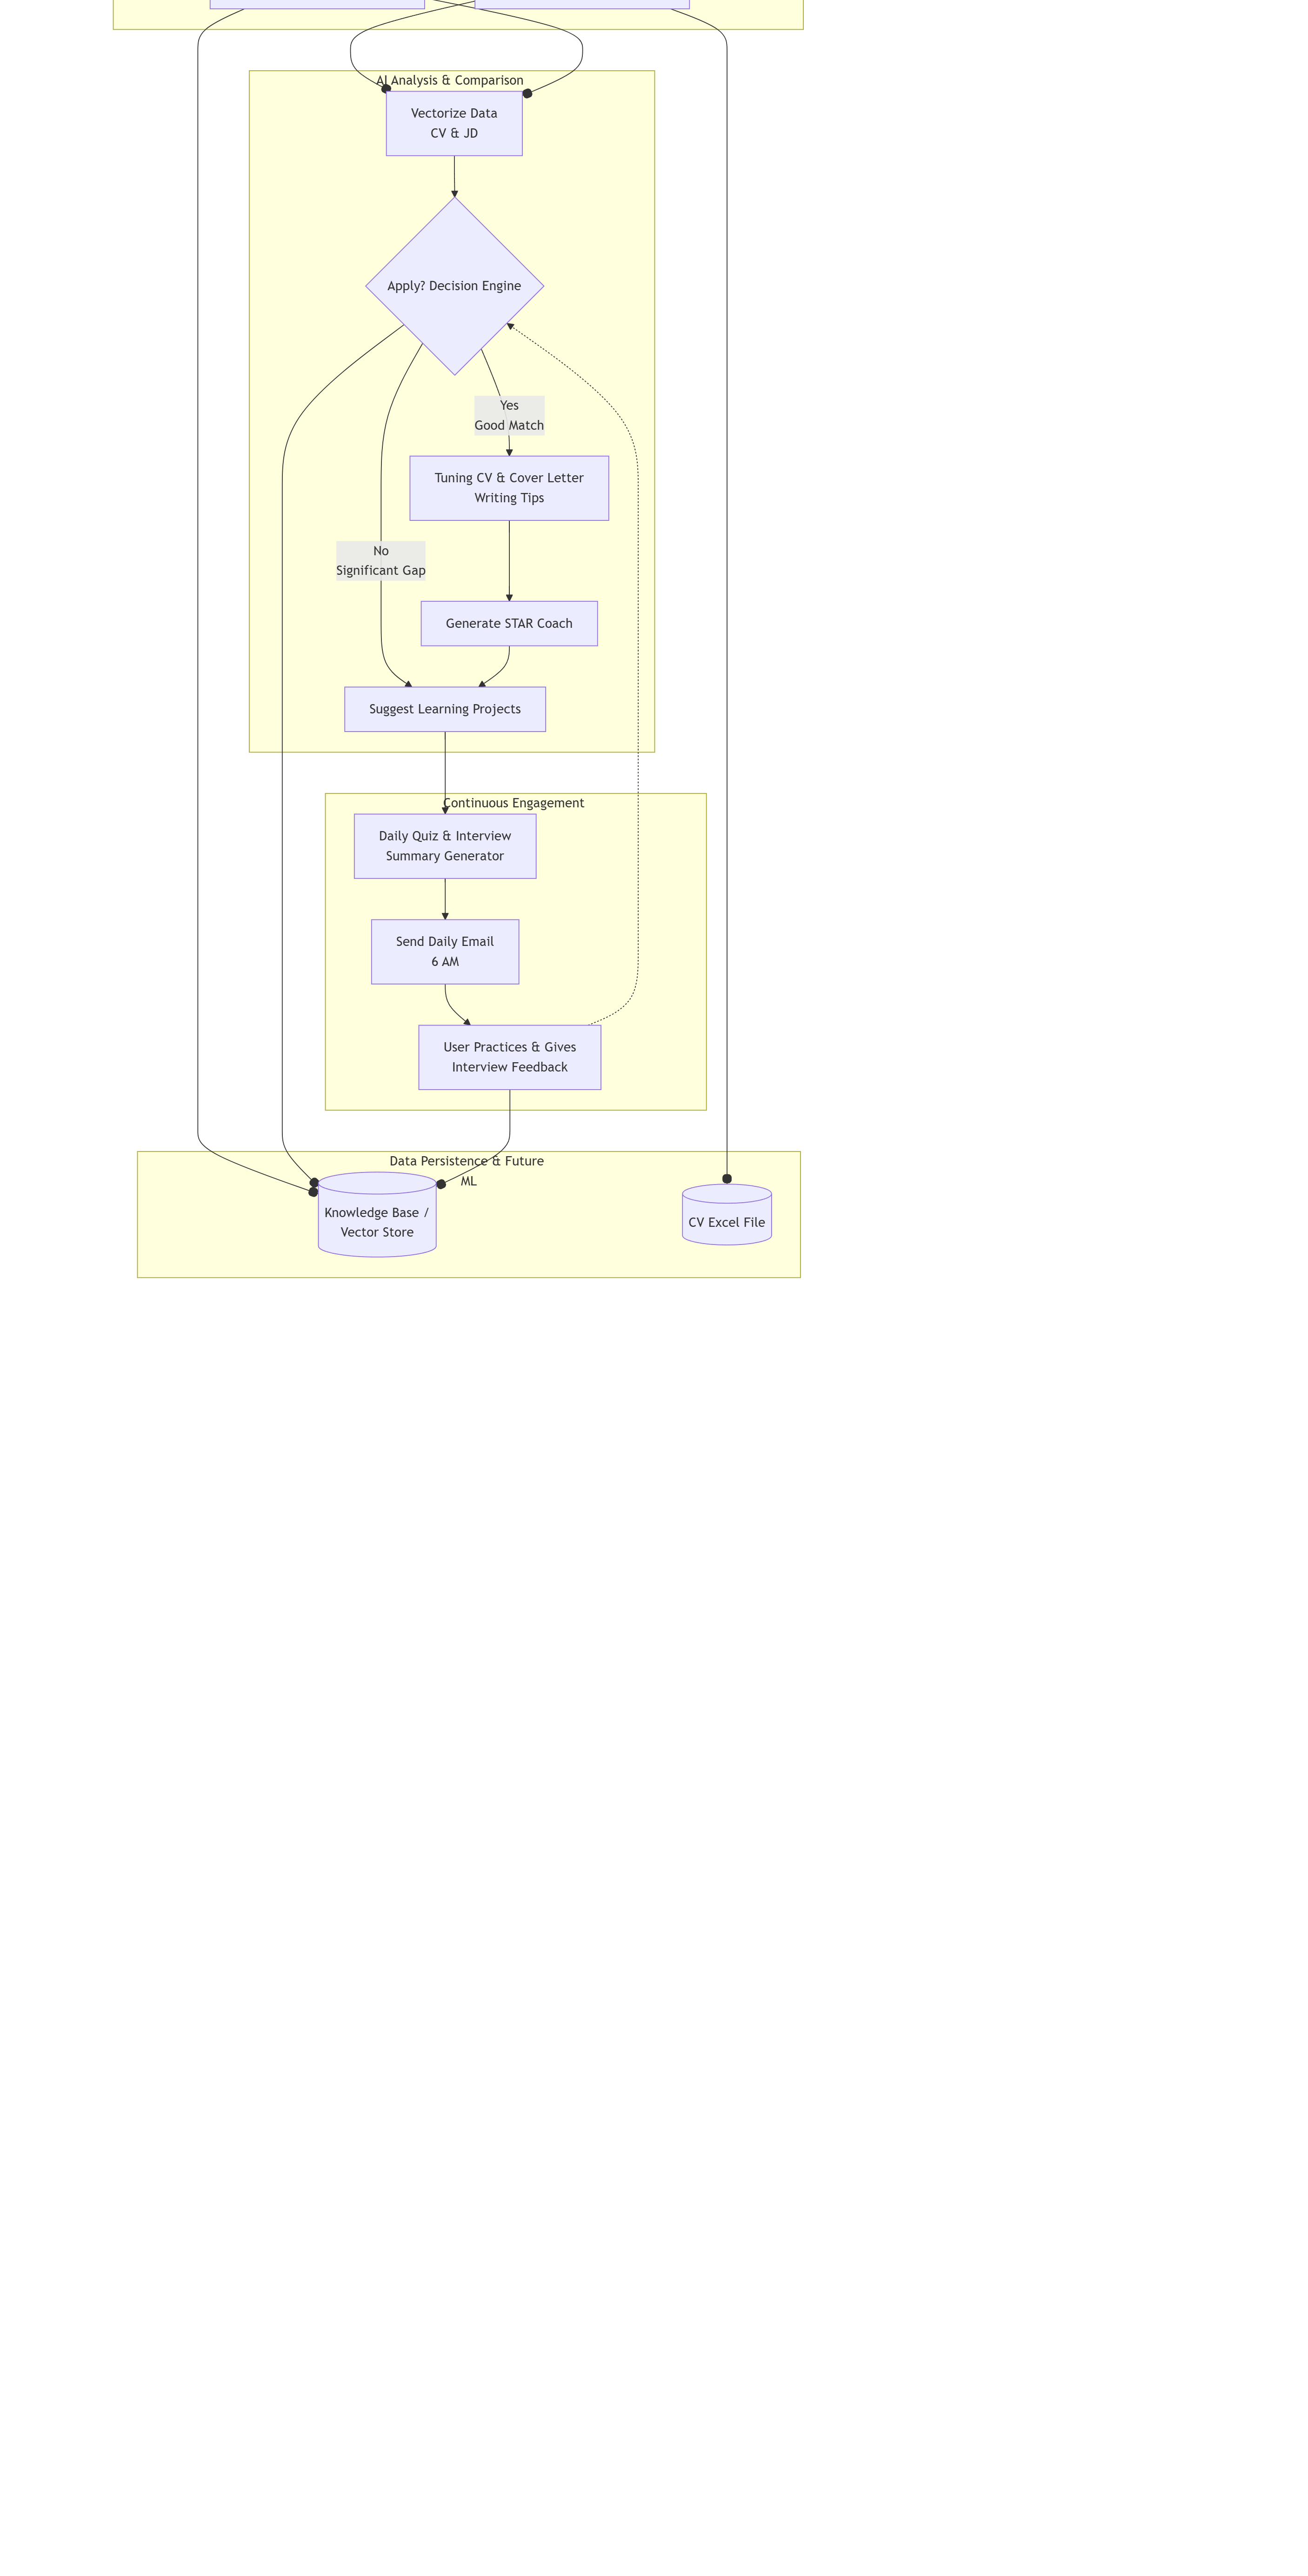 AI Analysis & Comparison
Vectorize Data
CV & JD
Apply? Decision Engine
Yes
Good Match
Tuning CV & Cover Letter
Writing Tips
No
Significant Gap
Generate STAR Coach
Suggest Learning Projects
Continuous Engagement
Daily Quiz & Interview
Summary Generator
Send Daily Email
6 AM
User Practices & Gives
Interview Feedback
Data Persistence & Future
ML
Knowledge Base /
Vector Store
CV Excel File